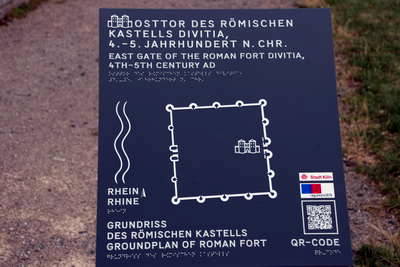 OSTTOR DES RÖMISCHEN
KASTELLS DIVITIA,
4.–5. JAHRHUNDERT N. CHR.
EAST GATE OF THE ROMAN FORT DIVITIA,
4TH–5TH CENTURY AD
RHEIN
RHINE
Stadt Köln
GRUNDRISS
DES RÖMISCHEN KASTELLS
GROUNDPLAN OF ROMAN FORT
QR-CODE